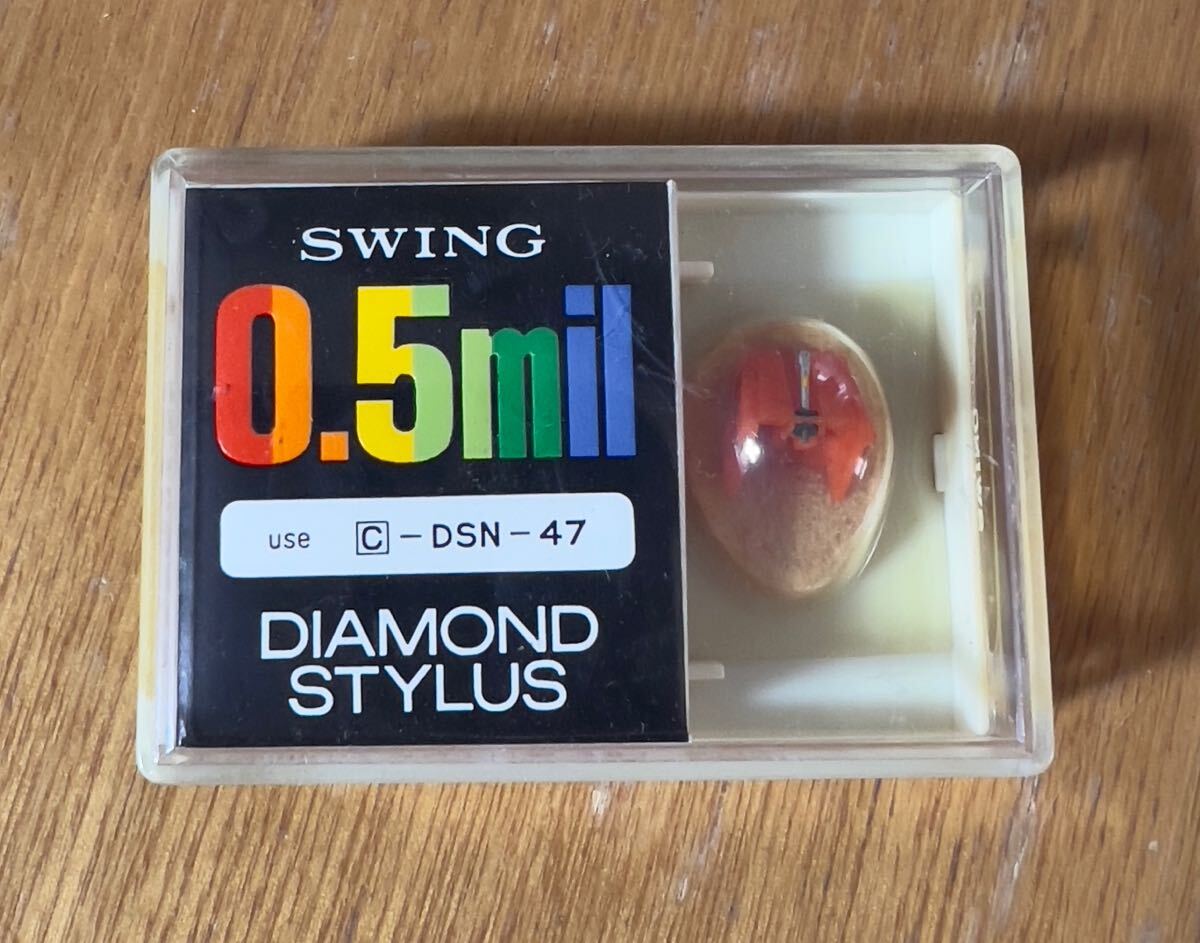 SWING
0.5mil
use C-DSN-47
DIAMOND
STYLUS